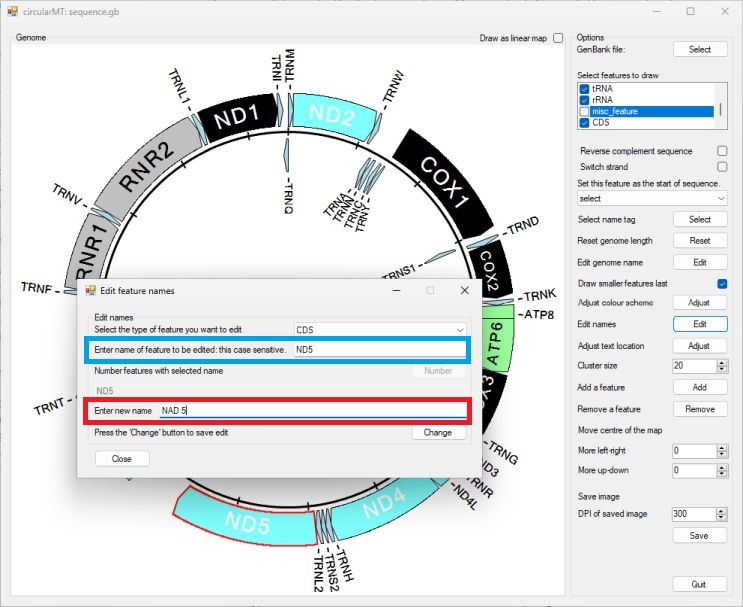 circularMT: sequence.gb
Genome
Draw as linear map
Options
GenBank file:
Select
Select features to draw
tRNA
rRNA
misc_feature
CDS
Reverse complement sequence
Switch strand
Set this feature as the start of sequence.
select
Select name tag
Select
Reset genome length
Reset
Edit genome name
Edit
Draw smaller features last
Adjust colour scheme
Adjust
Edit names
Edit
Adjust text location
Adjust
Cluster size
20
Add a feature
Add
Remove a feature
Remove
Move centre of the map
More left-right
0
More up-down
0
Save image
DPI of saved image
300
Save
Quit
TRNL1
TRNI
TRNM
TRNW
ND1
ND2
RNR2
COX1
TRNQ
TRNA
TRNN
TRNC
TRNY
TRNV
RNR1
TRND
TRNS1
COX2
TRNF
TRNK
ATP8
ATP6
TRNT
TRNG
ND4L
ND4
ND5
TRNL2
TRNS2
TRNH
Edit feature names
Edit names
Select the type of feature you want to edit
CDS
Enter name of feature to be edited: this case sensitive.
ND5
Number features with selected name
Number
ND5
Enter new name
NAD 5
Press the 'Change' button to save edit
Change
Close